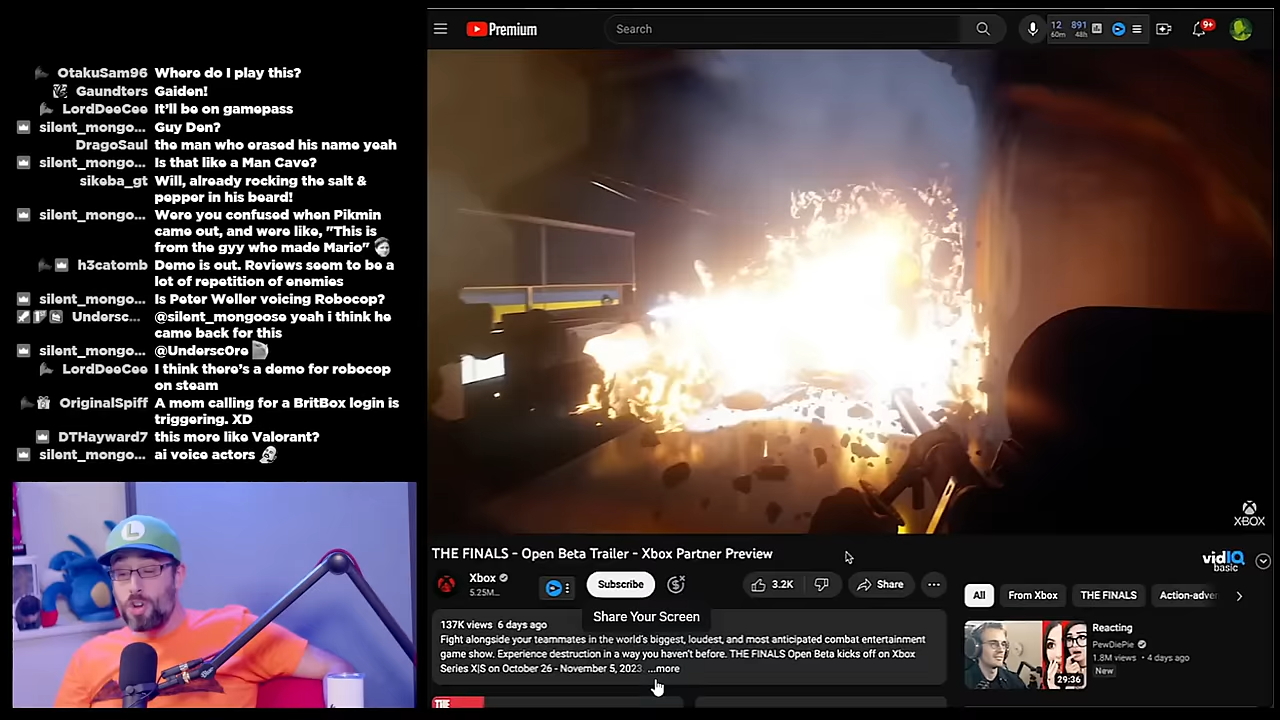 OtakuSam96 Where do I play this?
Gaundters Gaiden!
LordDeeCee It'll be on gamepass
silent_mongo... Guy Den?
DragoSaul the man who erased his name yeah
silent_mongo... Is that like a Man Cave?
sikeba_gt Will, already rocking the salt &
pepper in his beard!
silent_mongo... Were you confused when Pikmin
came out, and were like, "This is
from the gyy who made Mario"
h3catomb Demo is out. Reviews seem to be a
lot of repetition of enemies
silent_mongo... Is Peter Weller voicing Robocop?
Undersc... @silent_mongoose yeah i think he
came back for this
silent_mongo... @Undersc0re
LordDeeCee I think there's a demo for robocop
on steam
OriginalSpiff A mom calling for a BritBox login is
triggering. XD
DTHayward7 this more like Valorant?
silent_mongo... ai voice actors
L
Premium
Search
12 891
60m 48h
9+
XBOX
THE FINALS - Open Beta Trailer - Xbox Partner Preview
Xbox
5.25M...
Subscribe
3.2K
Share
...
Share Your Screen
137K views 6 days ago
Fight alongside your teammates in the world's biggest, loudest, and most anticipated combat entertainment
game show. Experience destruction in a way you haven't before. THE FINALS Open Beta kicks off on Xbox
Series X|S on October 26 - November 5, 2023 ...more
THE
vidIQ
basic
All From Xbox THE FINALS Action-adve
Reacting
PewDiePie
1.8M views • 4 days ago
New
29:36